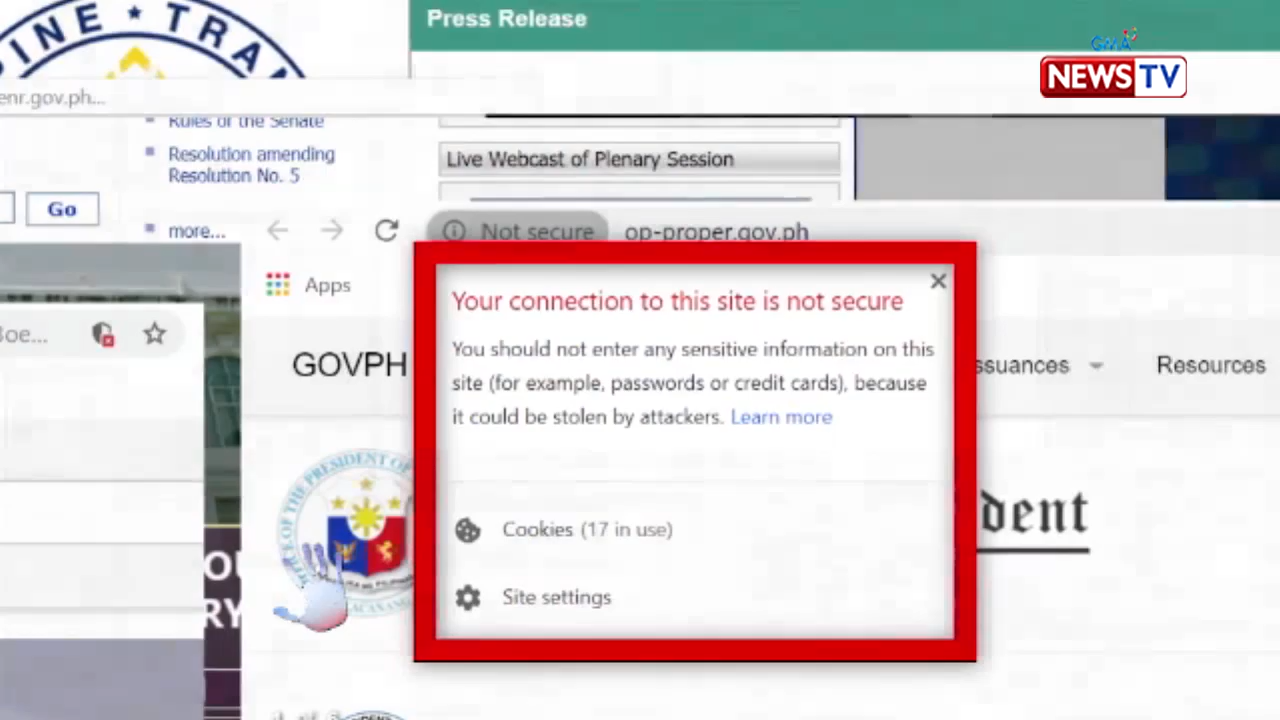 Press Release
GMA
NEWS TV
enr.gov.ph...
Rules of the Senate
Live Webcast of Plenary Session
Resolution amending
Resolution No. 5
Go
more...
Not secure
op-proper.gov.ph
Apps
Your connection to this site is not secure
You should not enter any sensitive information on this
site (for example, passwords or credit cards), because
it could be stolen by attackers. Learn more
GOVPH
ssuances
Resources
Cookies (17 in use)
Site settings
dent